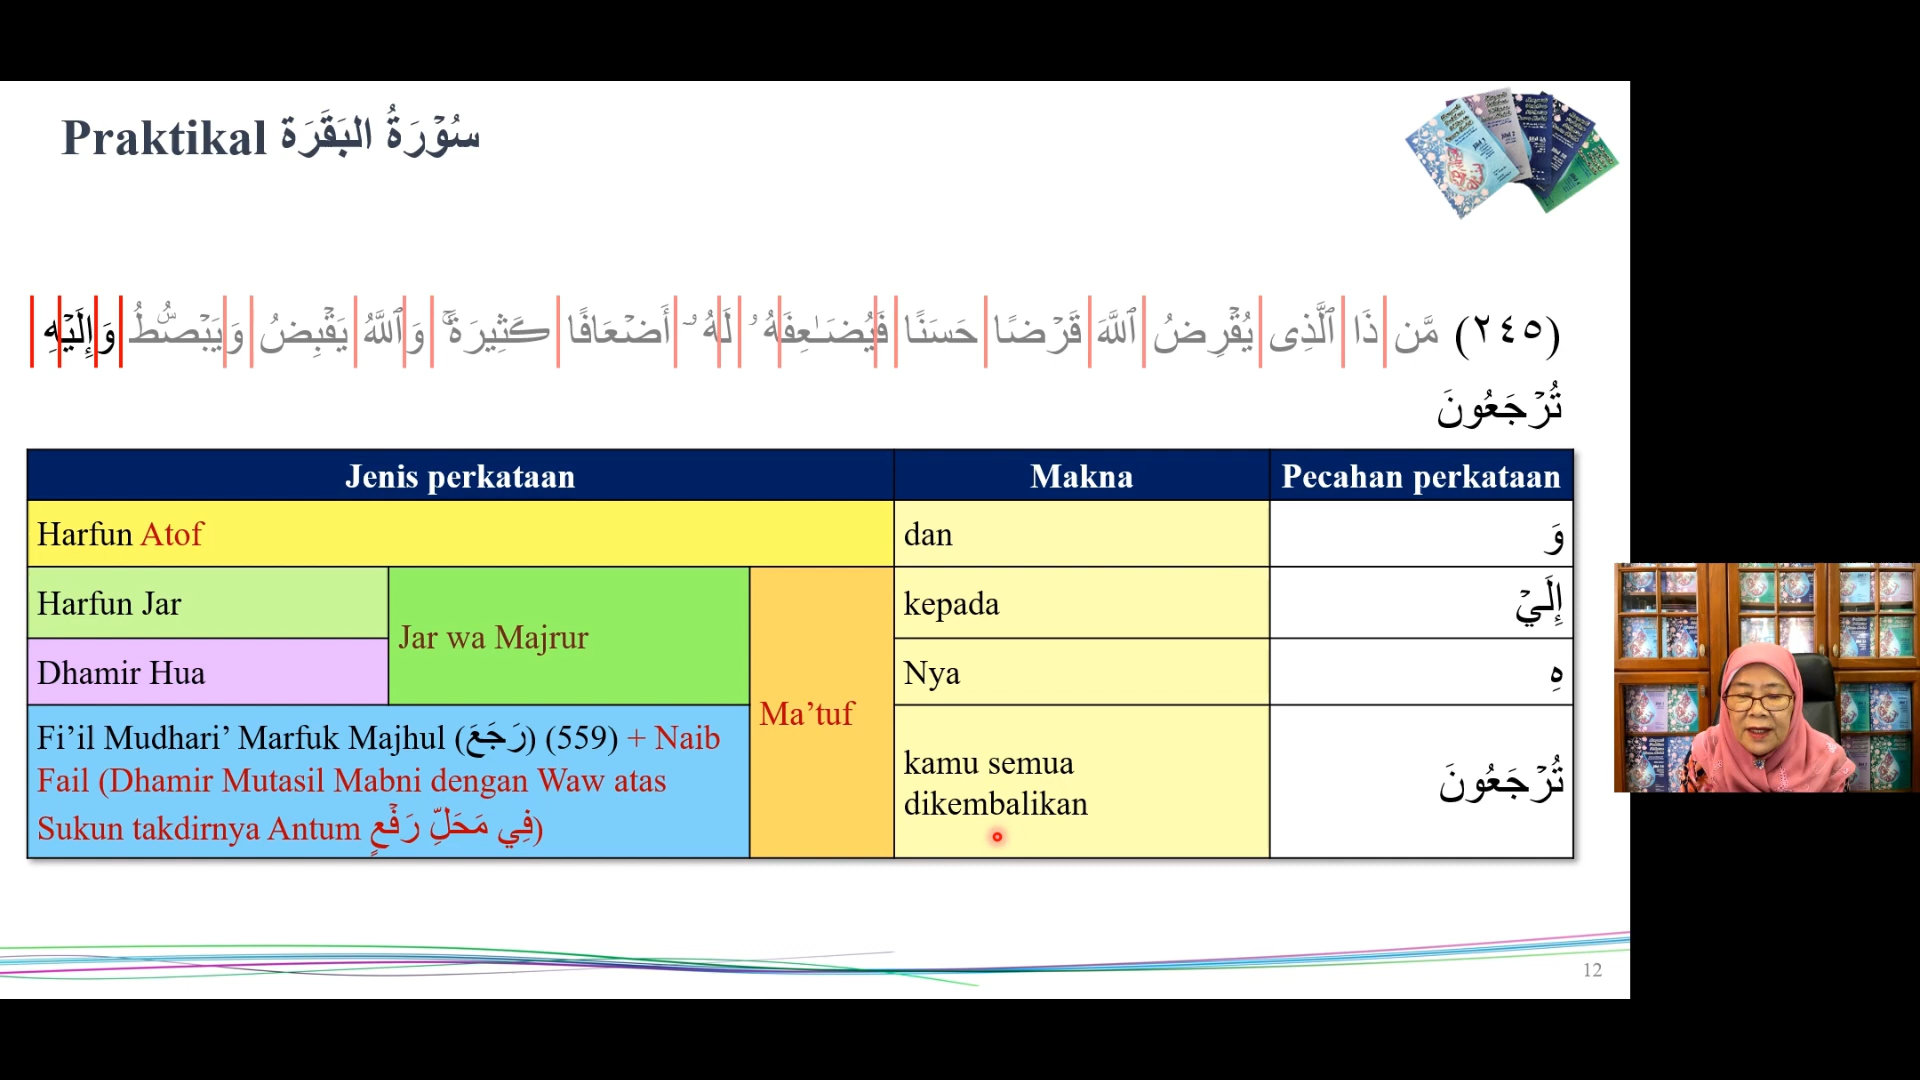 Praktikal سُوْرَةُ البَقَرَة
(٢٤٥) مَّن ذَا ٱلَّذِى يُقْرِضُ ٱللَّهَ قَرْضًا حَسَنًا فَيُضَـٰعِفَهُۥ لَهُۥٓ أَضْعَافًا كَثِيرَةً ۚ وَٱللَّهُ يَقْبِضُ وَيَبْصُۜطُ وَإِلَيْهِ
تُرْجَعُونَ
Jenis perkataan Makna Pecahan perkataan
Harfun Atof dan وَ
Harfun Jar kepada إِلَيْ
Jar wa Majrur
Dhamir Hua Nya هِ
Ma’tuf
Fi’il Mudhari’ Marfuk Majhul (رَجَعَ) (559) + Naib
Fail (Dhamir Mutasil Mabni dengan Waw atas
Sukun takdirnya Antum فِي مَحَلِّ رَفْعٍ)
kamu semua
dikembalikan
تُرْجَعُونَ
12